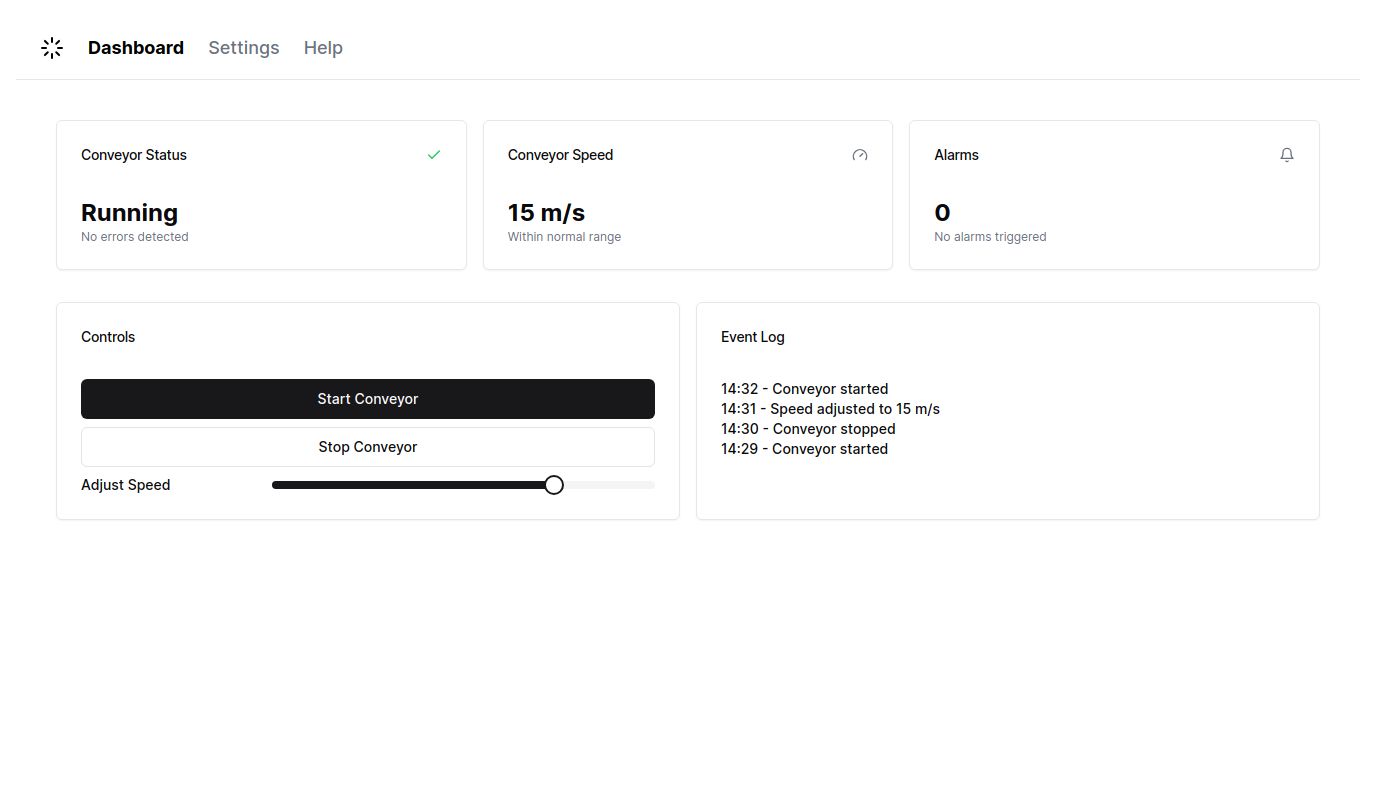 Dashboard Settings Help
Conveyor Status
Running
No errors detected
Conveyor Speed
15 m/s
Within normal range
Alarms
0
No alarms triggered
Controls
Start Conveyor
Stop Conveyor
Adjust Speed
Event Log
14:32 - Conveyor started
14:31 - Speed adjusted to 15 m/s
14:30 - Conveyor stopped
14:29 - Conveyor started